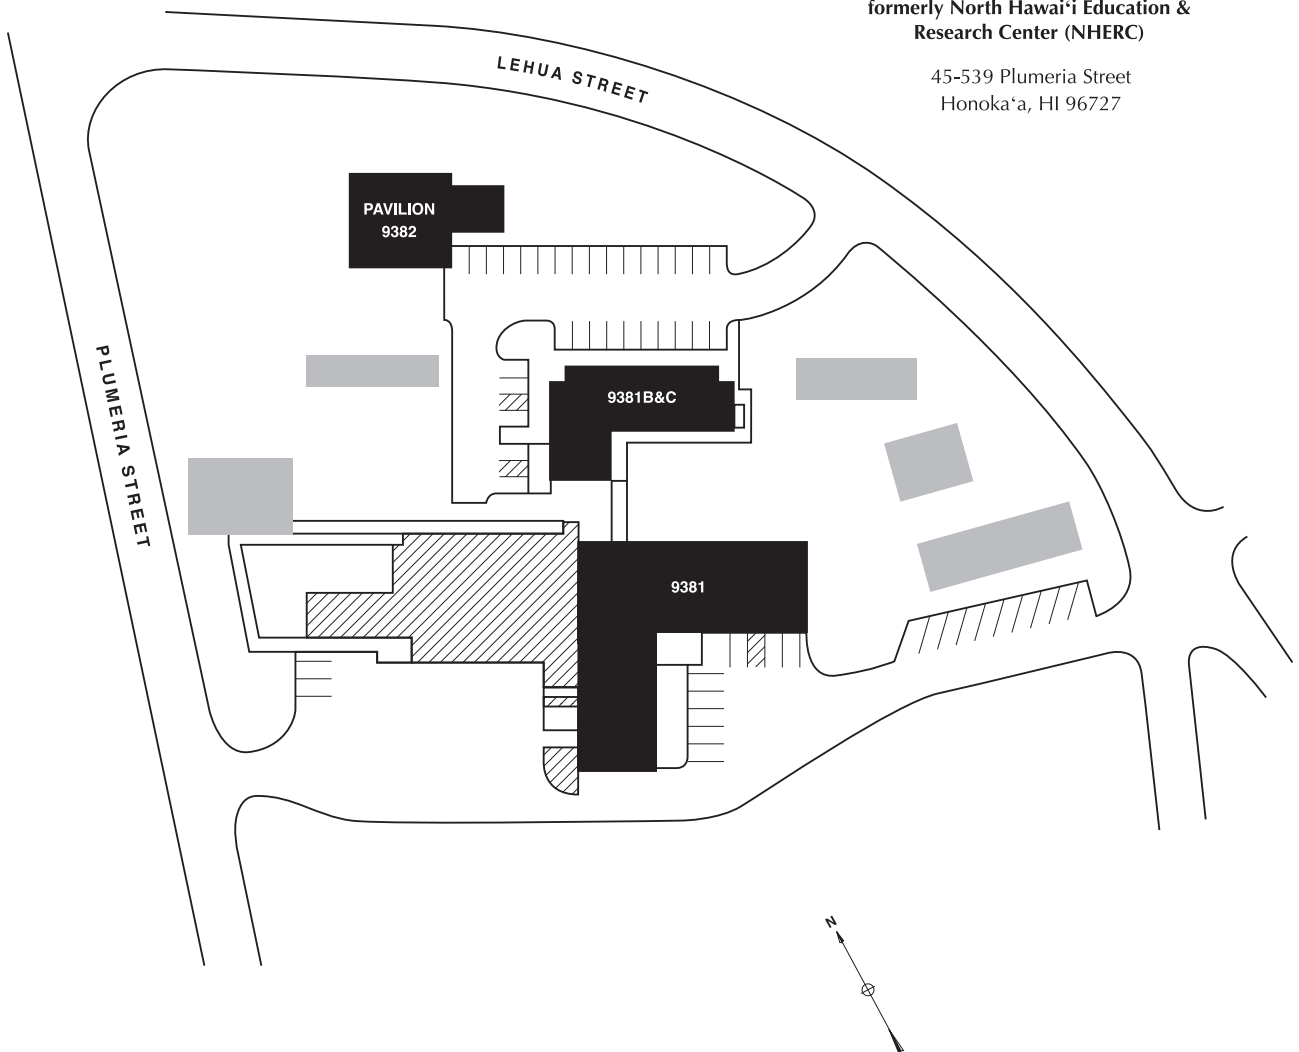 formerly North Hawaiʻi Education &
Research Center (NHERC)
45-539 Plumeria Street
Honokaʻa, HI 96727
LEHUA STREET
PAVILION
9382
PLUMERIA STREET
9381B&C
9381
N